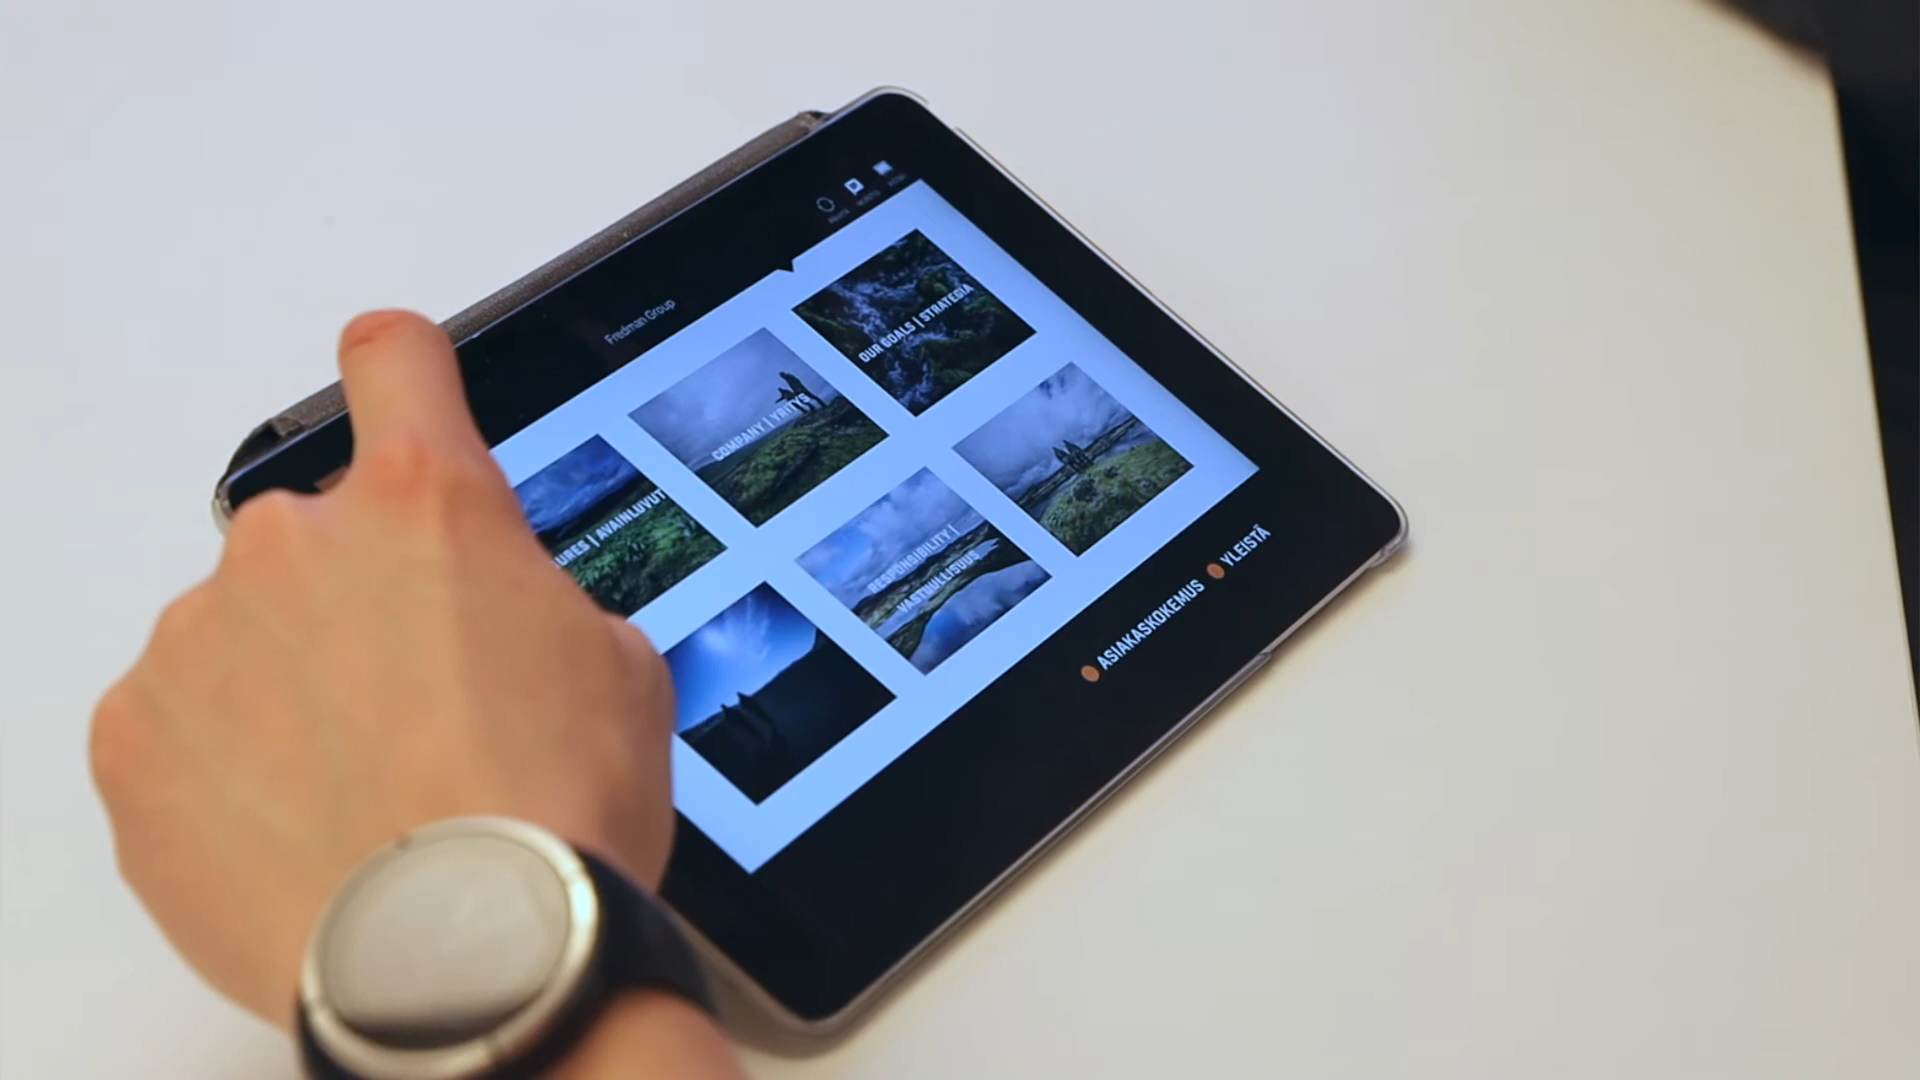 Fredman Group
AVAINLUVUT
COMPANY | YRITYS
OUR GOALS | STRATEGIA
RESPONSIBILITY |
VASTUULLISUUS
ASIAKASKOKEMUS
YLEISTÄ